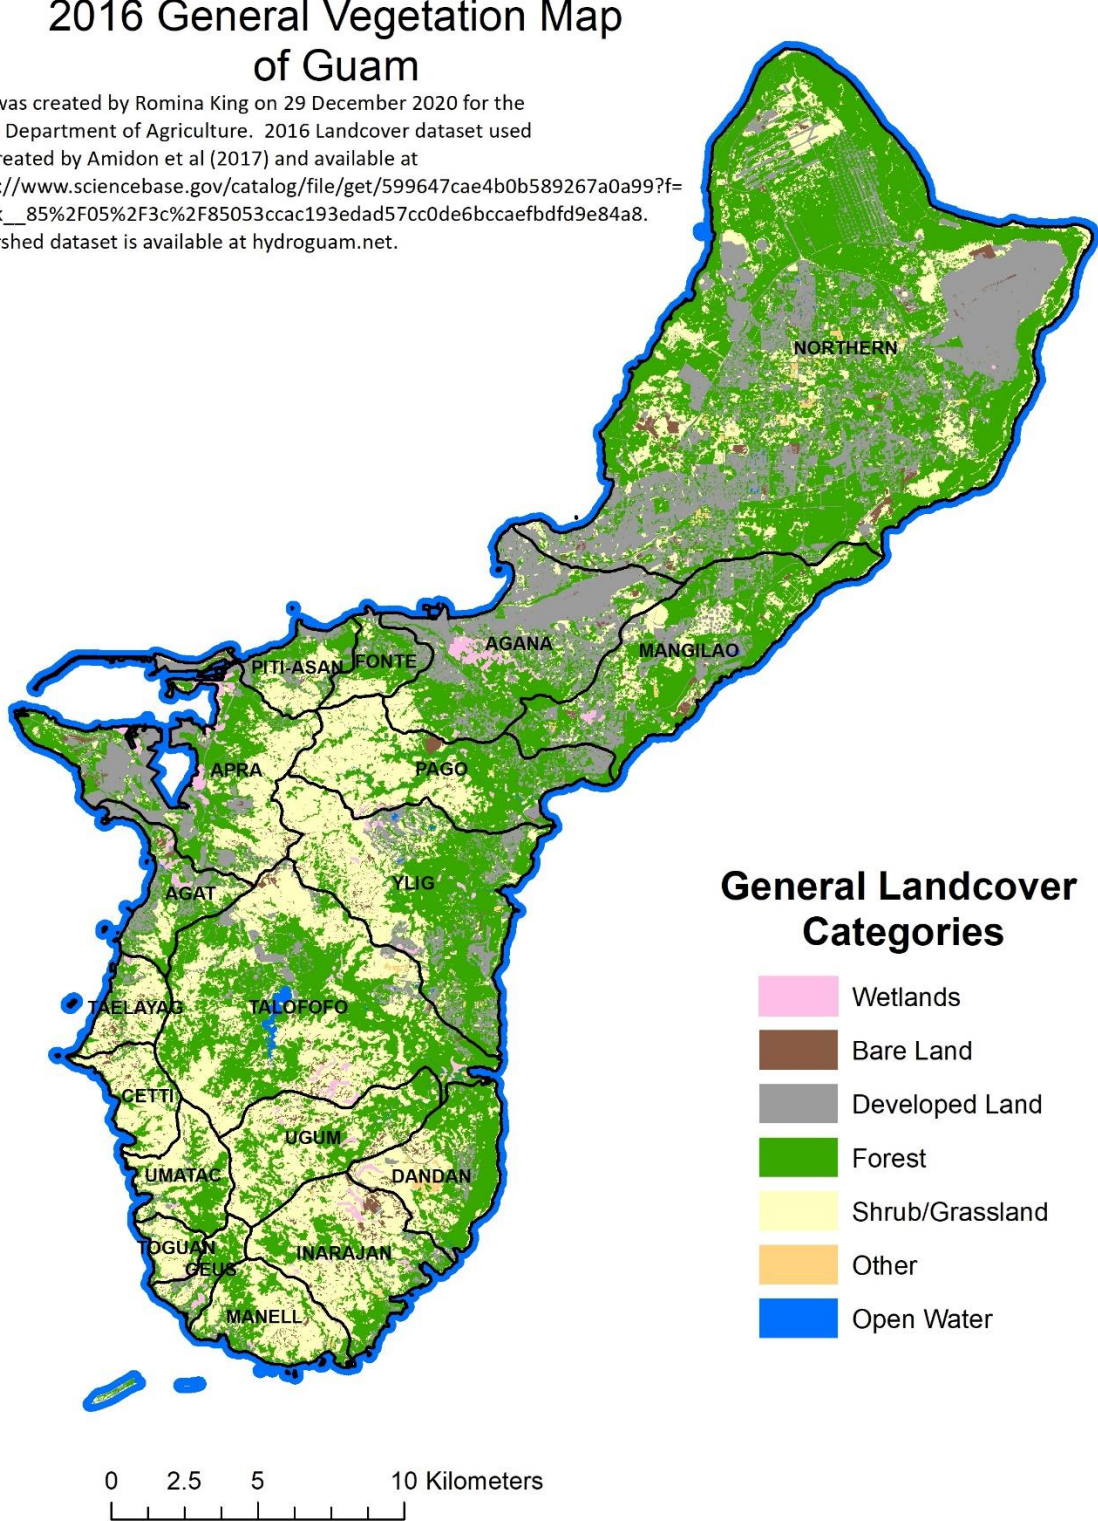 2016 General Vegetation Map
of Guam
was created by Romina King on 29 December 2020 for the
Department of Agriculture. 2016 Landcover dataset used
reated by Amidon et al (2017) and available at
://www.sciencebase.gov/catalog/file/get/599647cae4b0b589267a0a99?f=
__85%2F05%2F3c%2F85053ccac193edad57cc0de6bccaefbdfd9e84a8.
rshed dataset is available at hydroguam.net.
NORTHERN
AGANA
MANGILAO
PITI-ASAN
FONTE
APRA
PAGO
AGAT
YLIG
TAELAYAG
TALOFOFO
CETTI
UGUM
UMATAC
DANDAN
TOGUAN
GEUS
INARAJAN
MANELL
General Landcover
Categories
Wetlands
Bare Land
Developed Land
Forest
Shrub/Grassland
Other
Open Water
0 2.5 5 10 Kilometers